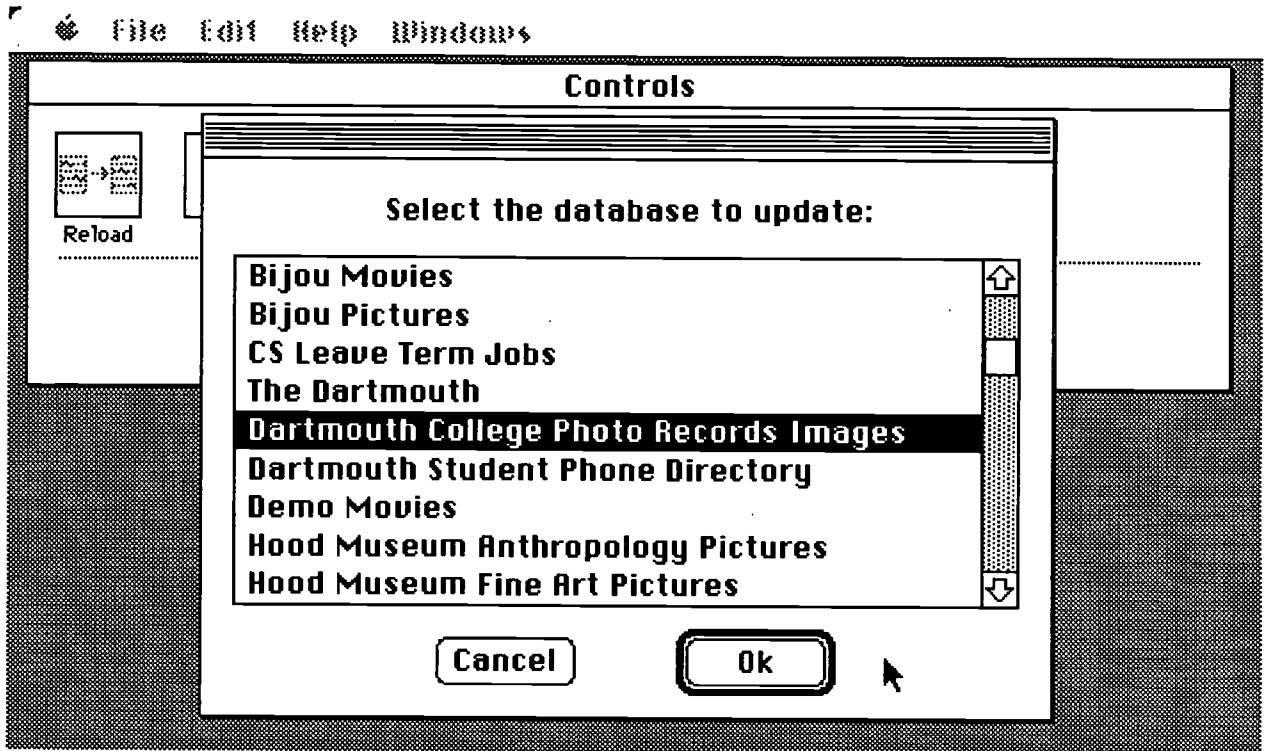 File Edit Help Windows
Controls
Reload
Select the database to update:
Bijou Movies
Bijou Pictures
CS Leave Term Jobs
The Dartmouth
Dartmouth College Photo Records Images
Dartmouth Student Phone Directory
Demo Movies
Hood Museum Anthropology Pictures
Hood Museum Fine Art Pictures
Cancel Ok